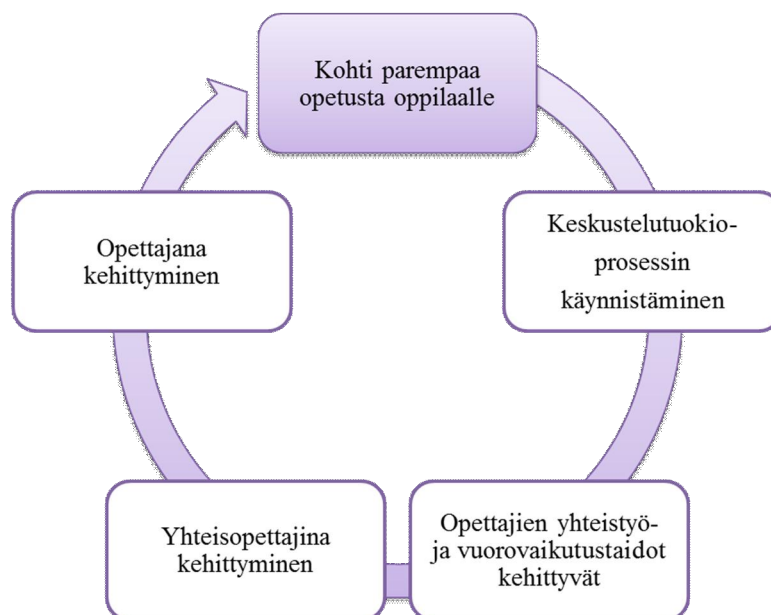 Kohti parempaa
opetusta oppilaalle
Keskustelutuokio-
prosessin
käynnistäminen
Opettajien yhteistyö-
ja vuorovaikutustaidot
kehittyvät
Yhteisopettajina
kehittyminen
Opettajana
kehittyminen